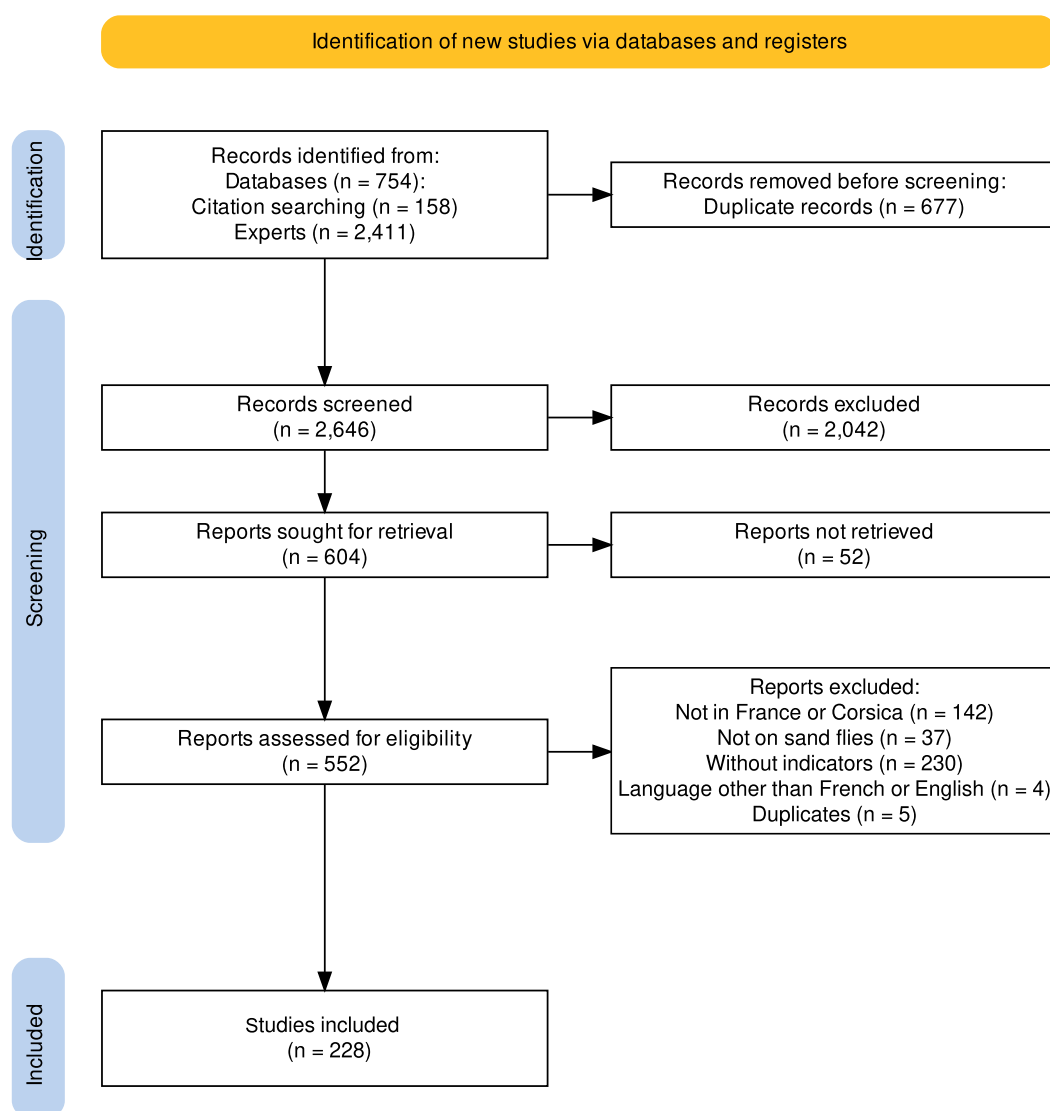 Identification of new studies via databases and registers
Identification
Records identified from:
Databases (n = 754):
Citation searching (n = 158)
Experts (n = 2,411)
Records removed before screening:
Duplicate records (n = 677)
Screening
Records screened
(n = 2,646)
Records excluded
(n = 2,042)
Reports sought for retrieval
(n = 604)
Reports not retrieved
(n = 52)
Reports assessed for eligibility
(n = 552)
Reports excluded:
Not in France or Corsica (n = 142)
Not on sand flies (n = 37)
Without indicators (n = 230)
Language other than French or English (n = 4)
Duplicates (n = 5)
Included
Studies included
(n = 228)